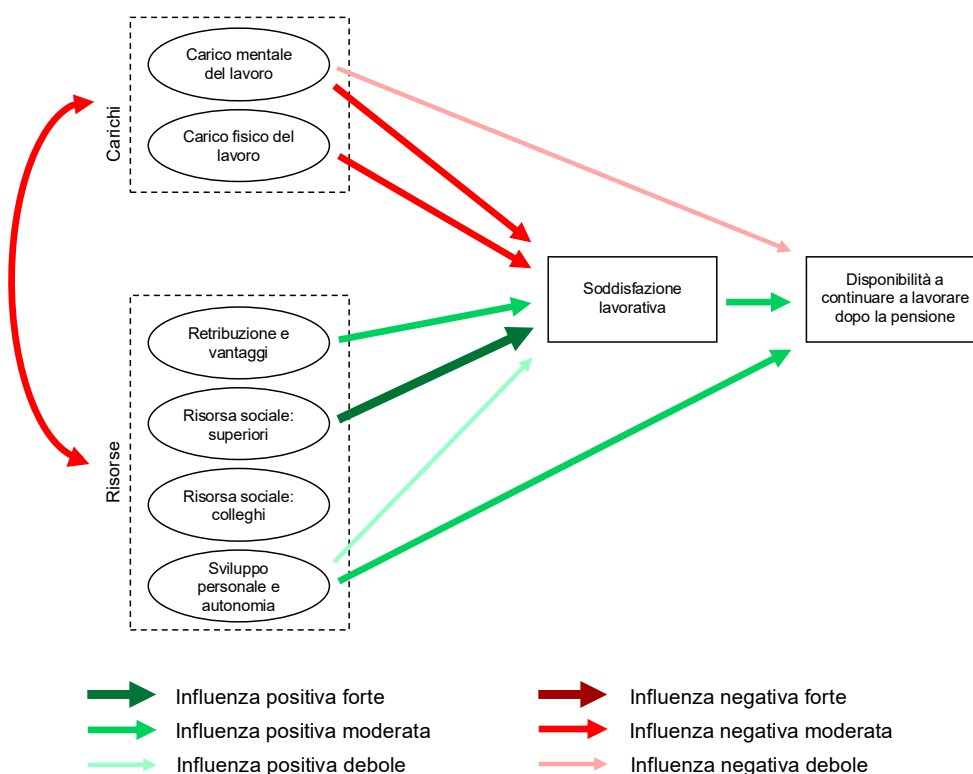 Carichi
Carico mentale
del lavoro
Carico fisico del
lavoro
Risorse
Retribuzione e
vantaggi
Risorsa sociale:
superiori
Risorsa sociale:
colleghi
Sviluppo
personale e
autonomia
Soddisfazione
lavorativa
Disponibilità a
continuare a lavorare
dopo la pensione
Influenza positiva forte
Influenza positiva moderata
Influenza positiva debole
Influenza negativa forte
Influenza negativa moderata
Influenza negativa debole